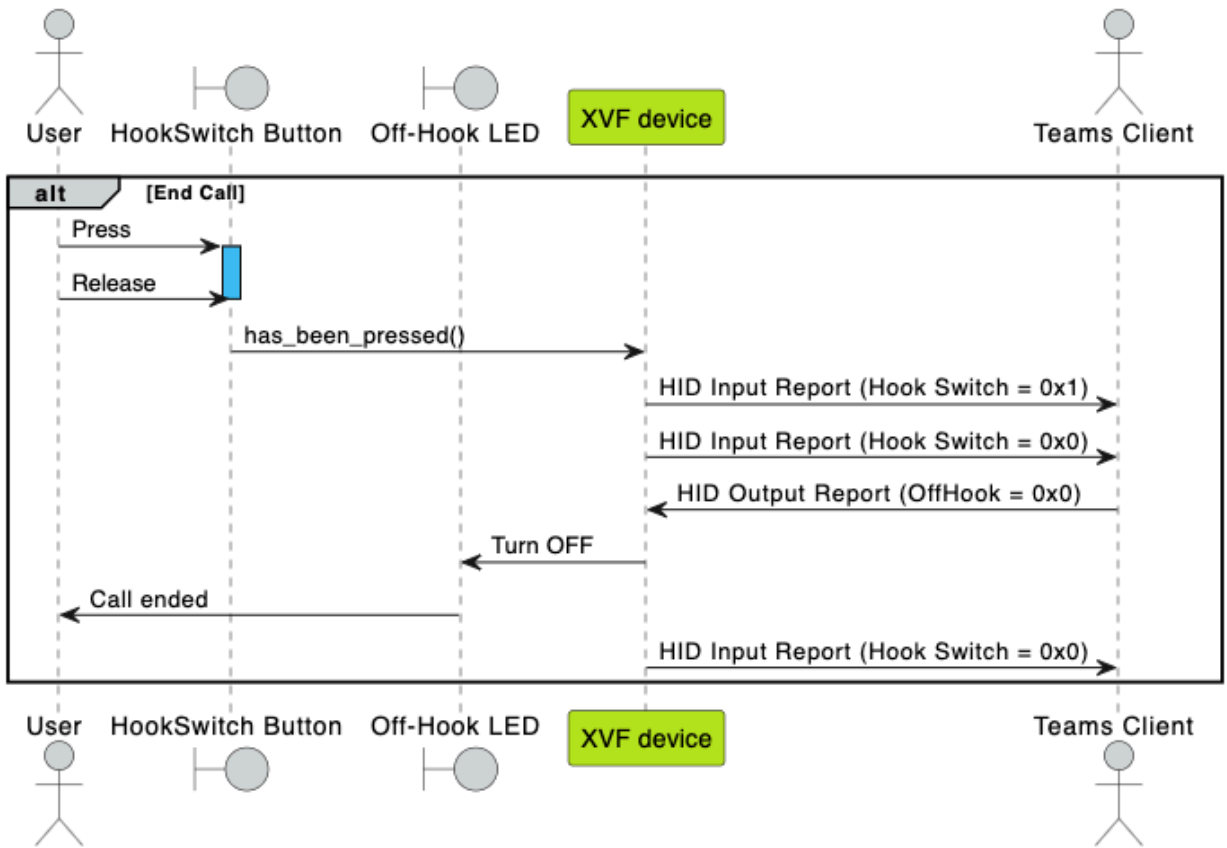 User
HookSwitch Button
Off-Hook LED
XVF device
Teams Client
alt
[End Call]
Press
Release
has_been_pressed()
HID Input Report (Hook Switch = 0x1)
HID Input Report (Hook Switch = 0x0)
HID Output Report (OffHook = 0x0)
Turn OFF
Call ended
HID Input Report (Hook Switch = 0x0)
User
HookSwitch Button
Off-Hook LED
XVF device
Teams Client